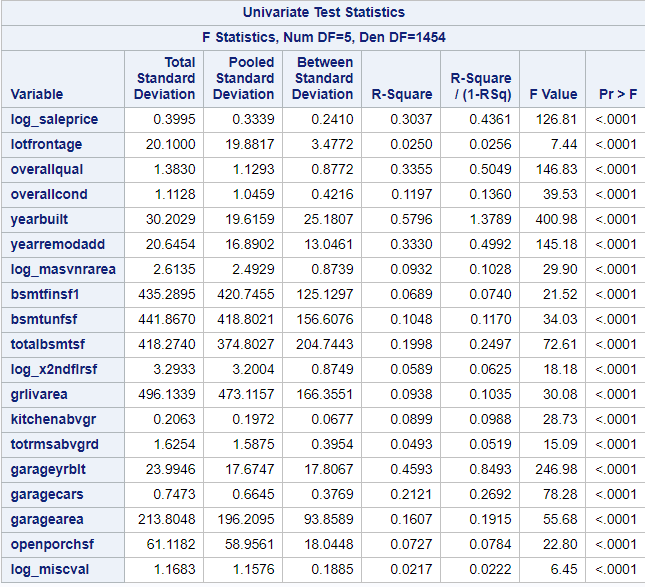 Univariate Test Statistics
F Statistics, Num DF=5, Den DF=1454
Variable Total Standard Deviation Pooled Standard Deviation Between Standard Deviation R-Square R-Square / (1-RSq) F Value Pr > F
log_saleprice 0.3995 0.3339 0.2410 0.3037 0.4361 126.81 <.0001
lotfrontage 20.1000 19.8817 3.4772 0.0250 0.0256 7.44 <.0001
overallqual 1.3830 1.1293 0.8772 0.3355 0.5049 146.83 <.0001
overallcond 1.1128 1.0459 0.4216 0.1197 0.1360 39.53 <.0001
yearbuilt 30.2029 19.6159 25.1807 0.5796 1.3789 400.98 <.0001
yearremodadd 20.6454 16.8902 13.0461 0.3330 0.4992 145.18 <.0001
log_masvnrarea 2.6135 2.4929 0.8739 0.0932 0.1028 29.90 <.0001
bsmtfinsf1 435.2895 420.7455 125.1297 0.0689 0.0740 21.52 <.0001
bsmtunfsf 441.8670 418.8021 156.6076 0.1048 0.1170 34.03 <.0001
totalbsmtsf 418.2740 374.8027 204.7443 0.1998 0.2497 72.61 <.0001
log_x2ndflrsf 3.2933 3.2004 0.8749 0.0589 0.0625 18.18 <.0001
grlivarea 496.1339 473.1157 166.3551 0.0938 0.1035 30.08 <.0001
kitchenabvgr 0.2063 0.1972 0.0677 0.0899 0.0988 28.73 <.0001
totrmsabvgrd 1.6254 1.5875 0.3954 0.0493 0.0519 15.09 <.0001
garageyrblt 23.9946 17.6747 17.8067 0.4593 0.8493 246.98 <.0001
garagecars 0.7473 0.6645 0.3769 0.2121 0.2692 78.28 <.0001
garagearea 213.8048 196.2095 93.8589 0.1607 0.1915 55.68 <.0001
openporchsf 61.1182 58.9561 18.0448 0.0727 0.0784 22.80 <.0001
log_miscval 1.1683 1.1576 0.1885 0.0217 0.0222 6.45 <.0001